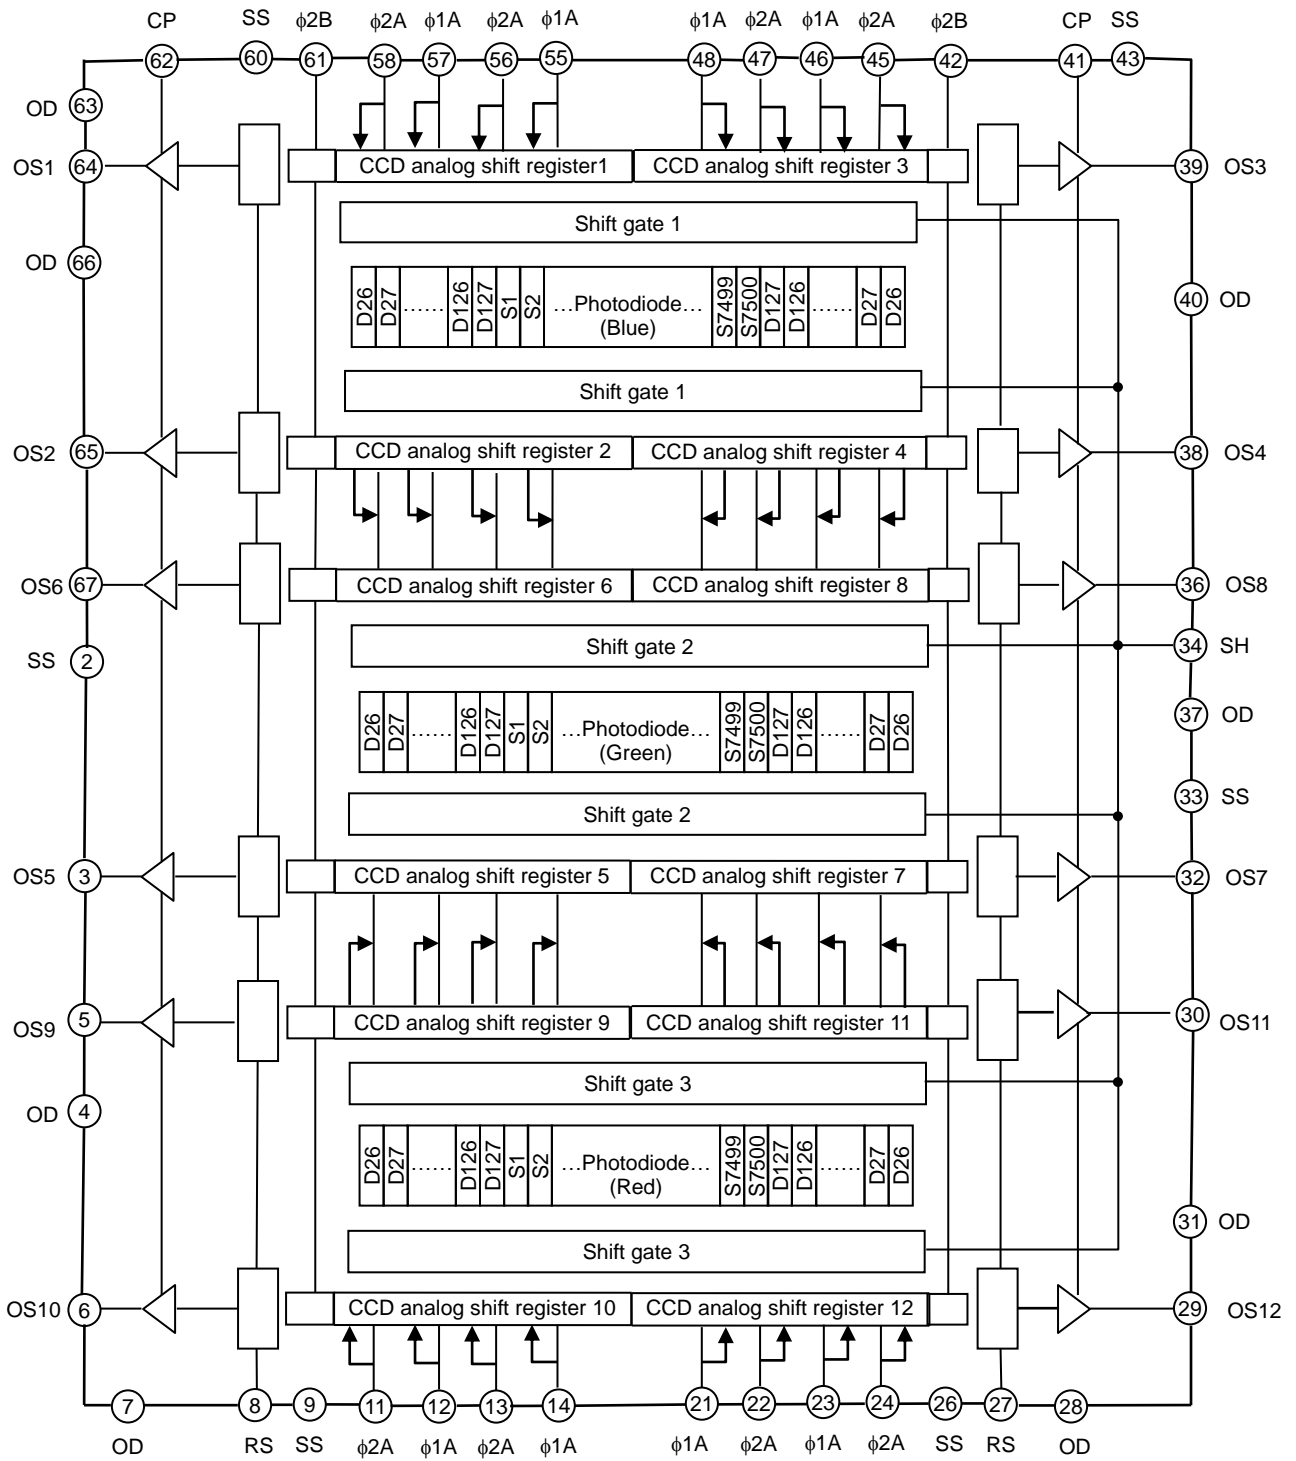 CP SS ϕ2B ϕ2A ϕ1A ϕ2A ϕ1A ϕ1A ϕ2A ϕ1A ϕ2A ϕ2B CP SS
62 60 61 58 57 56 55 48 47 46 45 42 41 43
OD 63
OS1 64 CCD analog shift register1 CCD analog shift register 3 39 OS3
Shift gate 1
OD 66
40 OD
D26 D27 ...... D126 D127 S1 S2 ...Photodiode... S7499 S7500 D127 D126 ...... D27 D26
(Blue)
Shift gate 1
OS2 65 CCD analog shift register 2 CCD analog shift register 4 38 OS4
OS6 67 CCD analog shift register 6 CCD analog shift register 8 36 OS8
SS 2 Shift gate 2 34 SH
37 OD
D26 D27 ...... D126 D127 S1 S2 ...Photodiode... S7499 S7500 D127 D126 ...... D27 D26
(Green)
33 SS
Shift gate 2
OS5 3 CCD analog shift register 5 CCD analog shift register 7 32 OS7
OS9 5 CCD analog shift register 9 CCD analog shift register 11 30 OS11
Shift gate 3
OD 4
D26 D27 ...... D126 D127 S1 S2 ...Photodiode... S7499 S7500 D127 D126 ...... D27 D26
(Red)
31 OD
Shift gate 3
OS10 6 CCD analog shift register 10 CCD analog shift register 12 29 OS12
7 8 9 11 12 13 14 21 22 23 24 26 27 28
OD RS SS ϕ2A ϕ1A ϕ2A ϕ1A ϕ1A ϕ2A ϕ1A ϕ2A SS RS OD